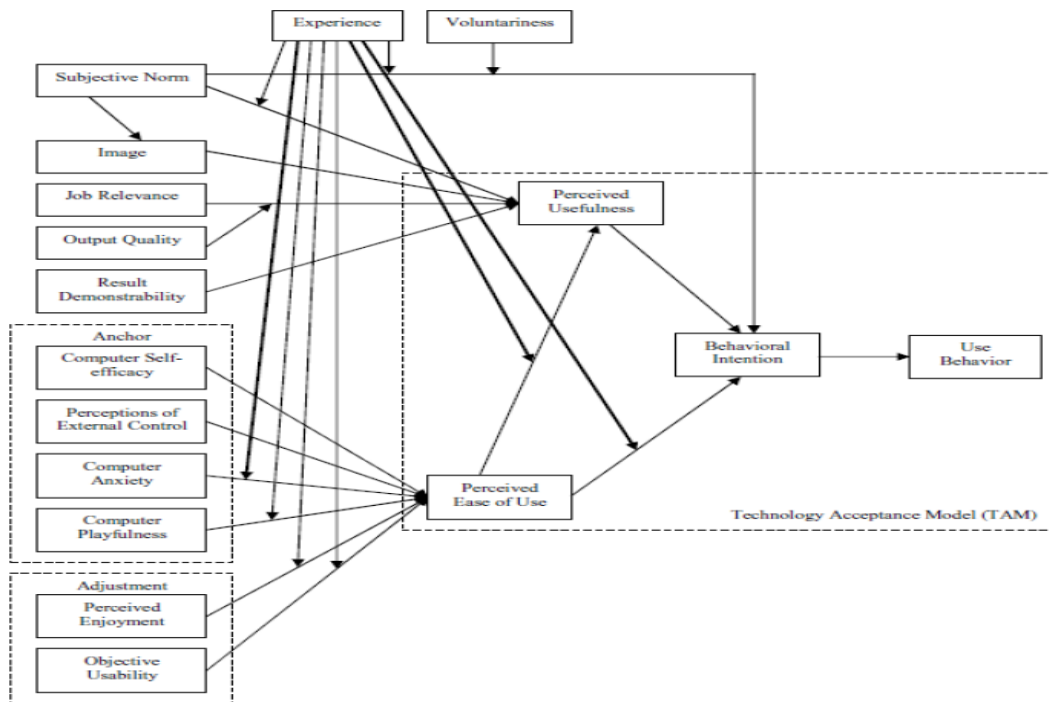 Experience
Voluntariness
Subjective Norm
Image
Job Relevance
Output Quality
Result
Demonstrability
Anchor
Computer Self-
efficacy
Perceptions of
External Control
Computer
Anxiety
Computer
Playfulness
Adjustment
Perceived
Enjoyment
Objective
Usability
Perceived
Usefulness
Perceived
Ease of Use
Behavioral
Intention
Use
Behavior
Technology Acceptance Model (TAM)